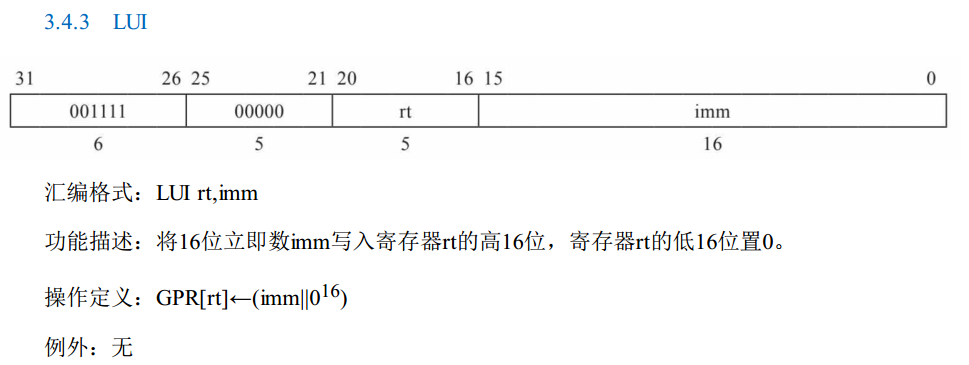 3.4.3 LUI
31 26 25 21 20 16 15 0
001111 00000 rt imm
6 5 5 16
汇编格式：LUI rt,imm
功能描述：将16位立即数imm写入寄存器rt的高16位，寄存器rt的低16位置0。
操作定义：GPR[rt]←(imm||0¹⁶)
例外：无